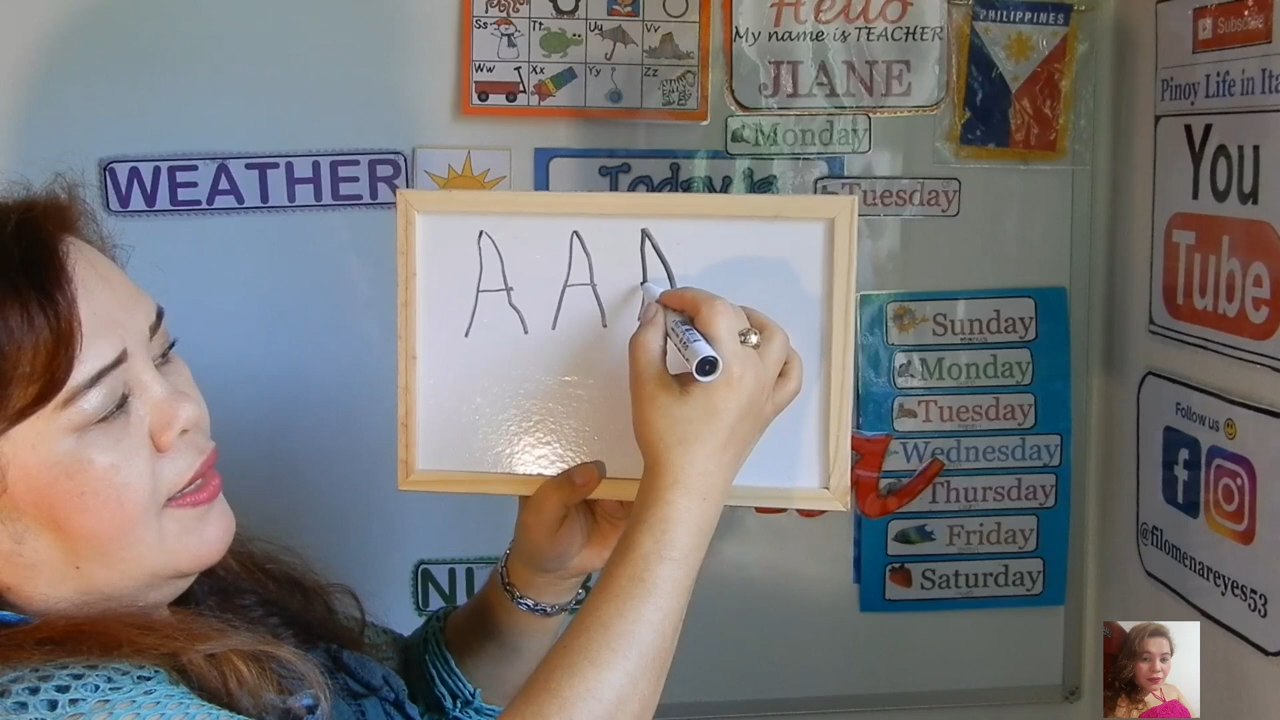 Ss Tt Uu Vv
Ww Xx Yy Zz
Hello
My name is TEACHER
JIANE
PHILIPPINES
Subscribe
Pinoy Life in Ita
You
Tube
WEATHER
Today is
Monday
Tuesday
A A A
Sunday
Monday
Tuesday
Wednesday
Thursday
Friday
Saturday
Follow us
@filomenareyes53
NU